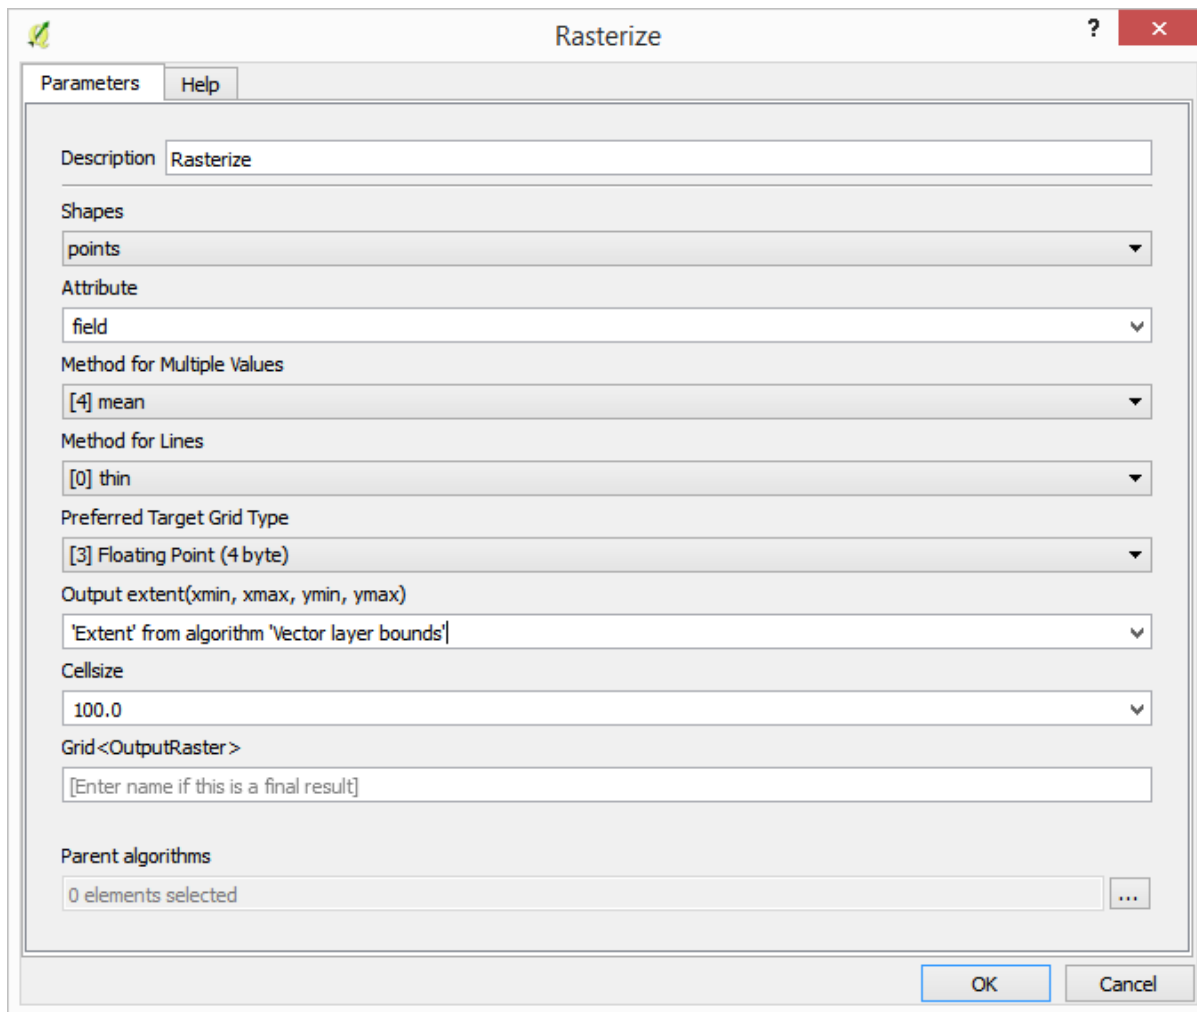 Rasterize
?
Parameters
Help
Description Rasterize
Shapes
points
Attribute
field
Method for Multiple Values
[4] mean
Method for Lines
[0] thin
Preferred Target Grid Type
[3] Floating Point (4 byte)
Output extent(xmin, xmax, ymin, ymax)
'Extent' from algorithm 'Vector layer bounds'
Cellsize
100.0
Grid<OutputRaster>
[Enter name if this is a final result]
Parent algorithms
0 elements selected
...
OK
Cancel